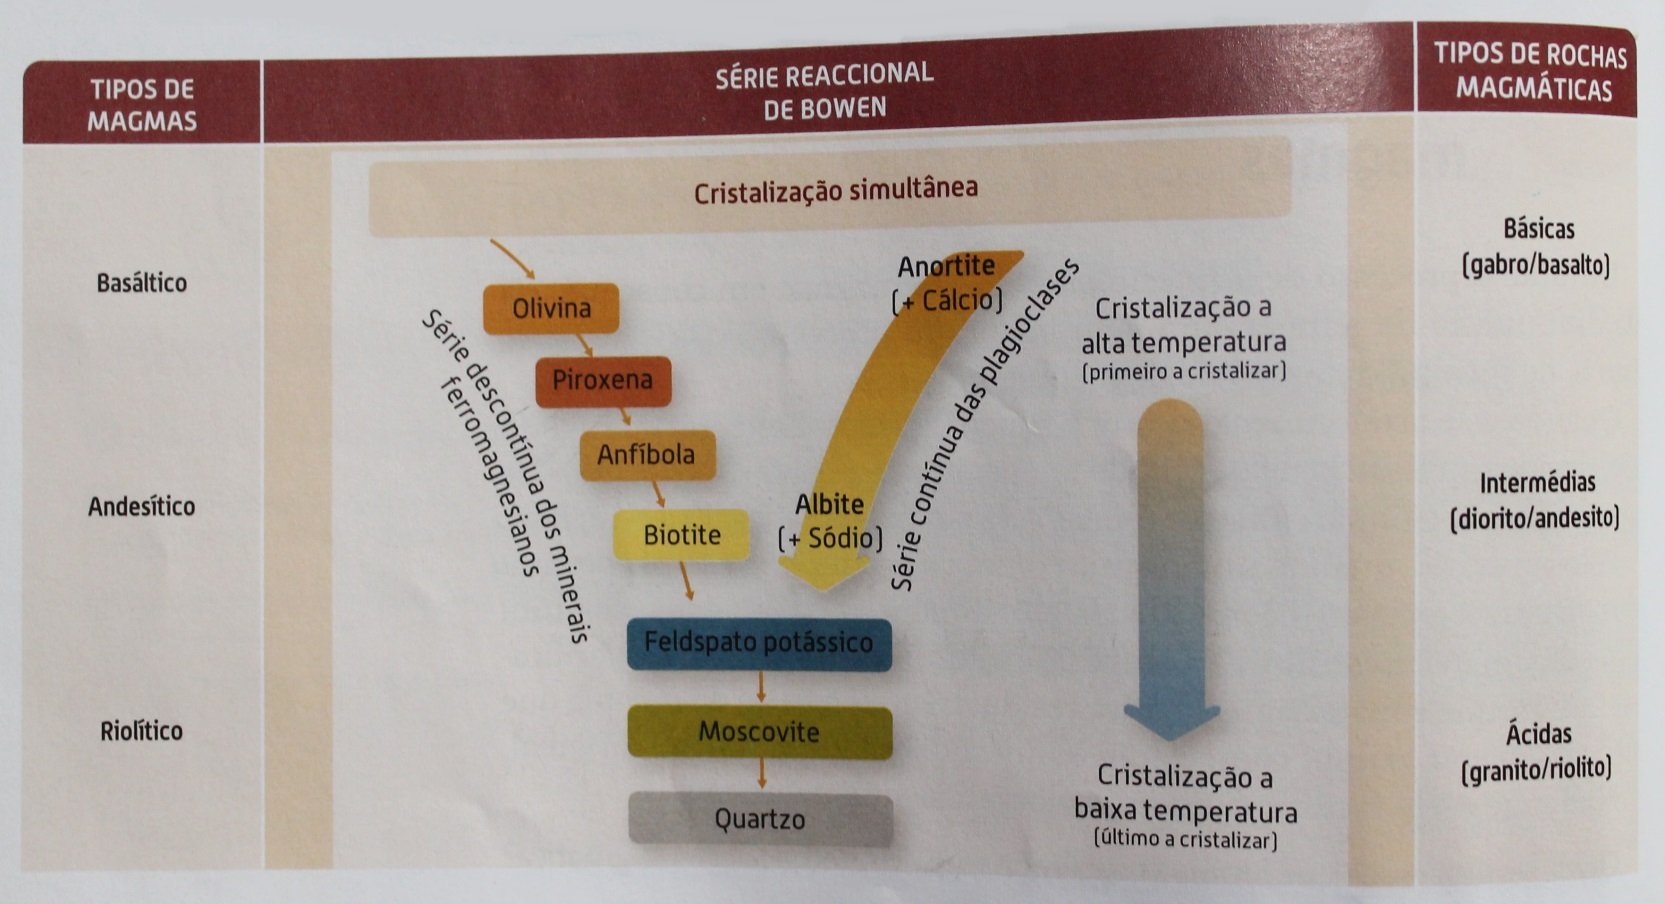 TIPOS DE
MAGMAS
SÉRIE REACCIONAL
DE BOWEN
TIPOS DE ROCHAS
MAGMÁTICAS
Cristalização simultânea
Basáltico
Andesítico
Riolítico
Série descontínua dos minerais
ferromagnesianos
Olivina
Piroxena
Anfíbola
Biotite
Feldspato potássico
Moscovite
Quartzo
Anortite
(+ Cálcio)
Albite
(+ Sódio)
Série contínua das plagioclases
Cristalização a
alta temperatura
(primeiro a cristalizar)
Cristalização a
baixa temperatura
(último a cristalizar)
Básicas
(gabro/basalto)
Intermédias
(diorito/andesito)
Ácidas
(granito/riolito)